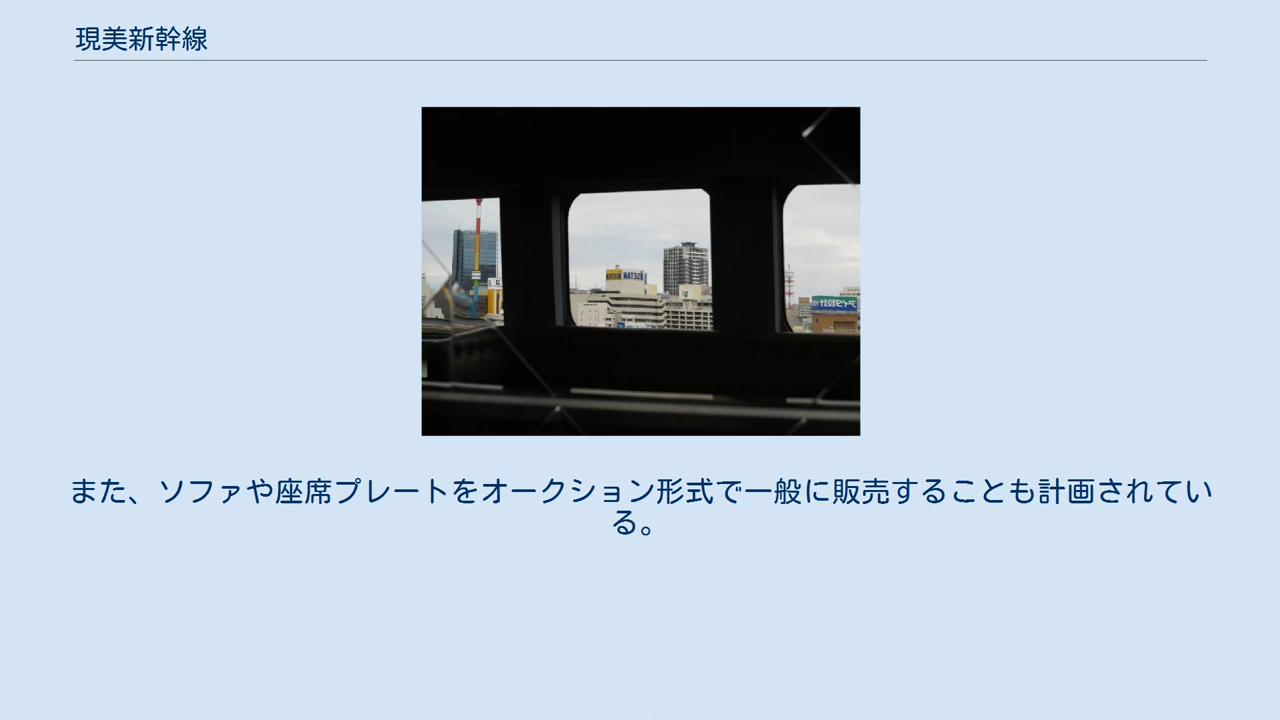 現美新幹線
また、ソファや座席プレートをオークション形式で一般に販売することも計画されてい
る。